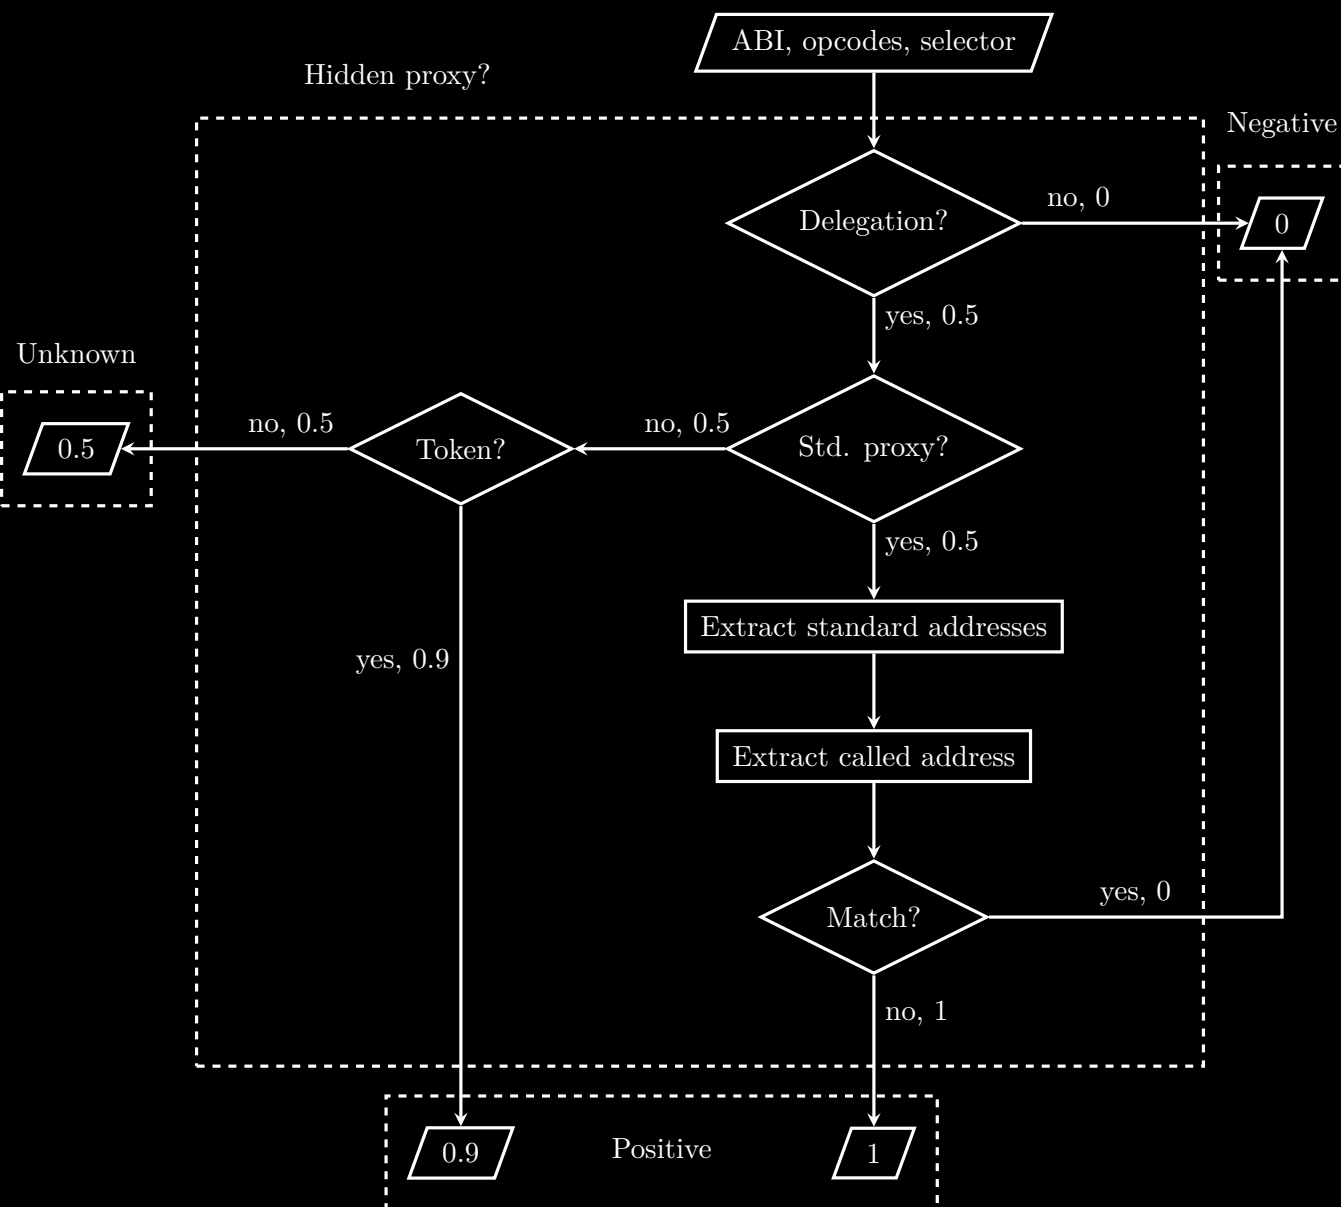 ABI, opcodes, selector
Hidden proxy?
Negative
no, 0
Delegation?
0
yes, 0.5
Unknown
no, 0.5
no, 0.5
0.5
Token?
Std. proxy?
yes, 0.5
Extract standard addresses
yes, 0.9
Extract called address
yes, 0
Match?
no, 1
0.9
Positive
1